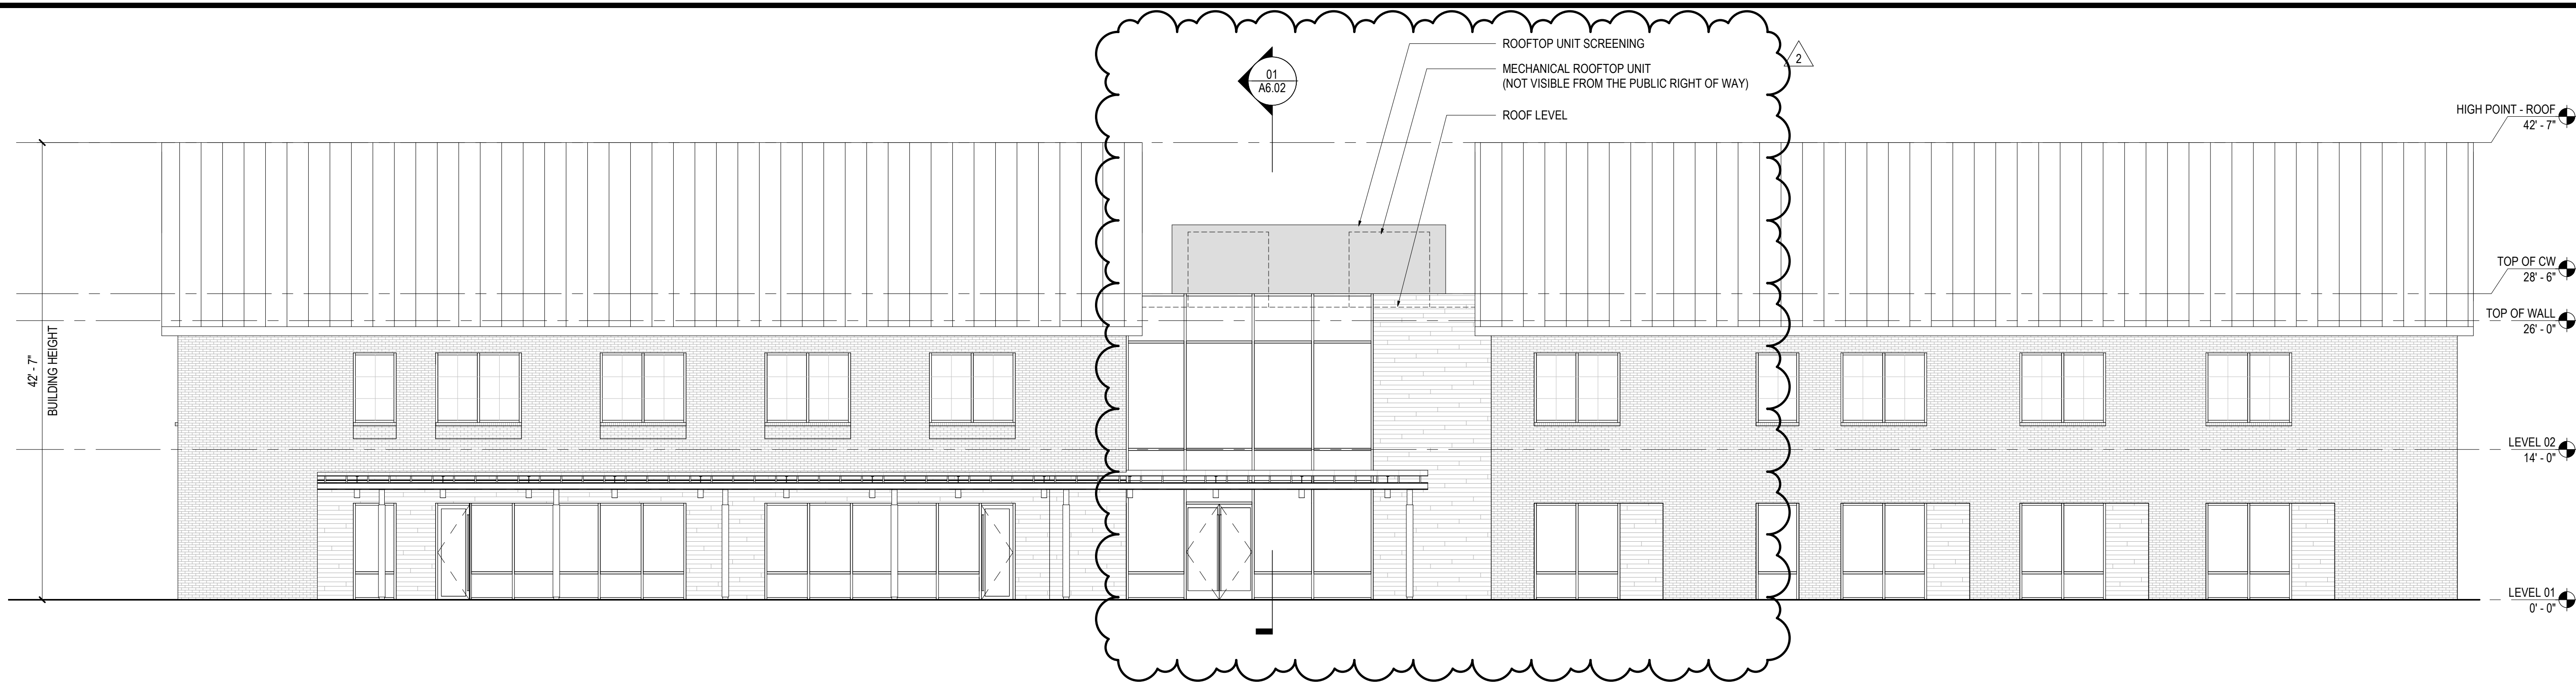 ROOFTOP UNIT SCREENING
2
MECHANICAL ROOFTOP UNIT
(NOT VISIBLE FROM THE PUBLIC RIGHT OF WAY)
01
A6.02
ROOF LEVEL
HIGH POINT - ROOF
42' - 7"
TOP OF CW
28' - 6"
TOP OF WALL
26' - 0"
42' - 7"
BUILDING HEIGHT
LEVEL 02
14' - 0"
LEVEL 01
0' - 0"